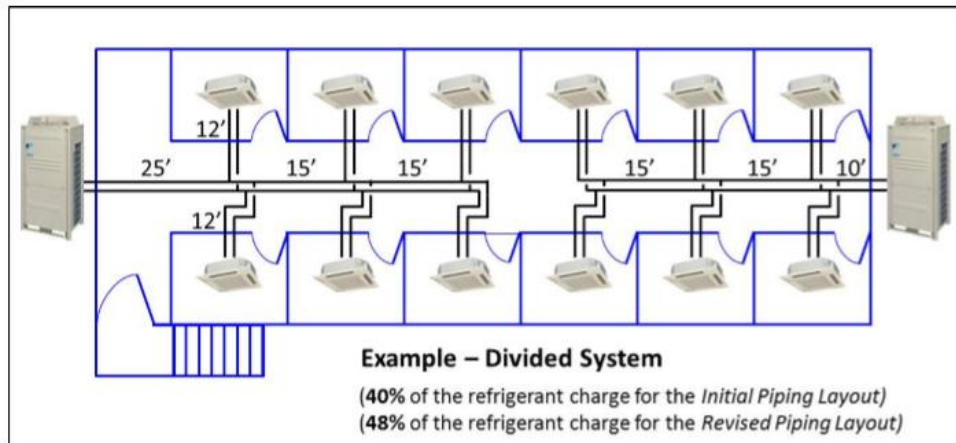 12’
25’ 15’ 15’ 15’ 15’ 10’
12’
Example – Divided System
(40% of the refrigerant charge for the Initial Piping Layout)
(48% of the refrigerant charge for the Revised Piping Layout)